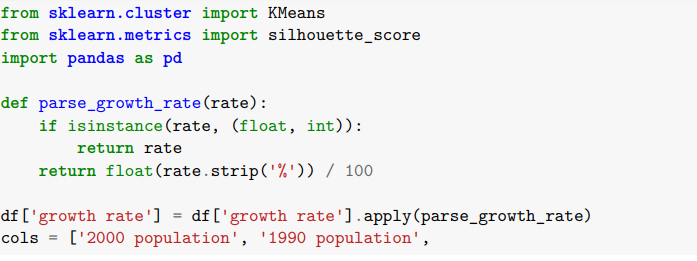 from sklearn.cluster import KMeans
from sklearn.metrics import silhouette_score
import pandas as pd
def parse_growth_rate(rate):
    if isinstance(rate, (float, int)):
        return rate
    return float(rate.strip('%')) / 100
df['growth rate'] = df['growth rate'].apply(parse_growth_rate)
cols = ['2000 population', '1990 population',